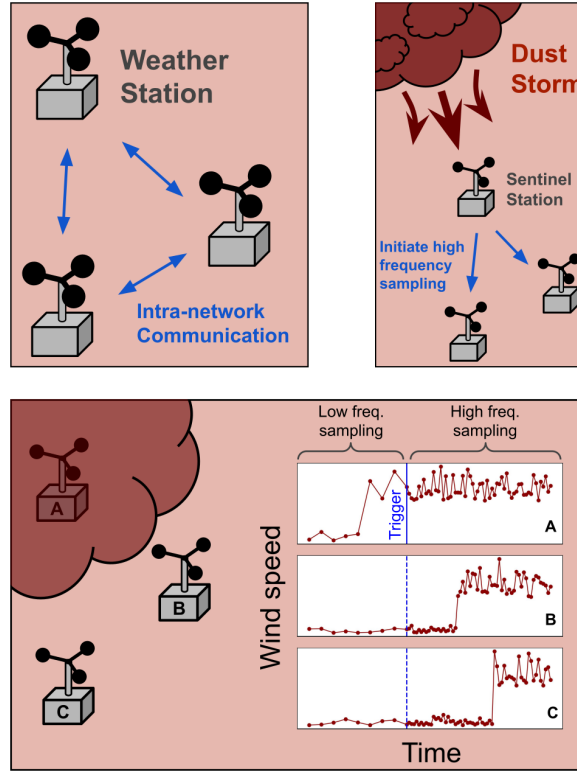 Weather
Station
Intra-network
Communication
Dust
Storm
Sentinel
Station
Initiate high
frequency
sampling
Low freq.
sampling
High freq.
sampling
Trigger
Wind speed
A
B
C
A
B
C
Time